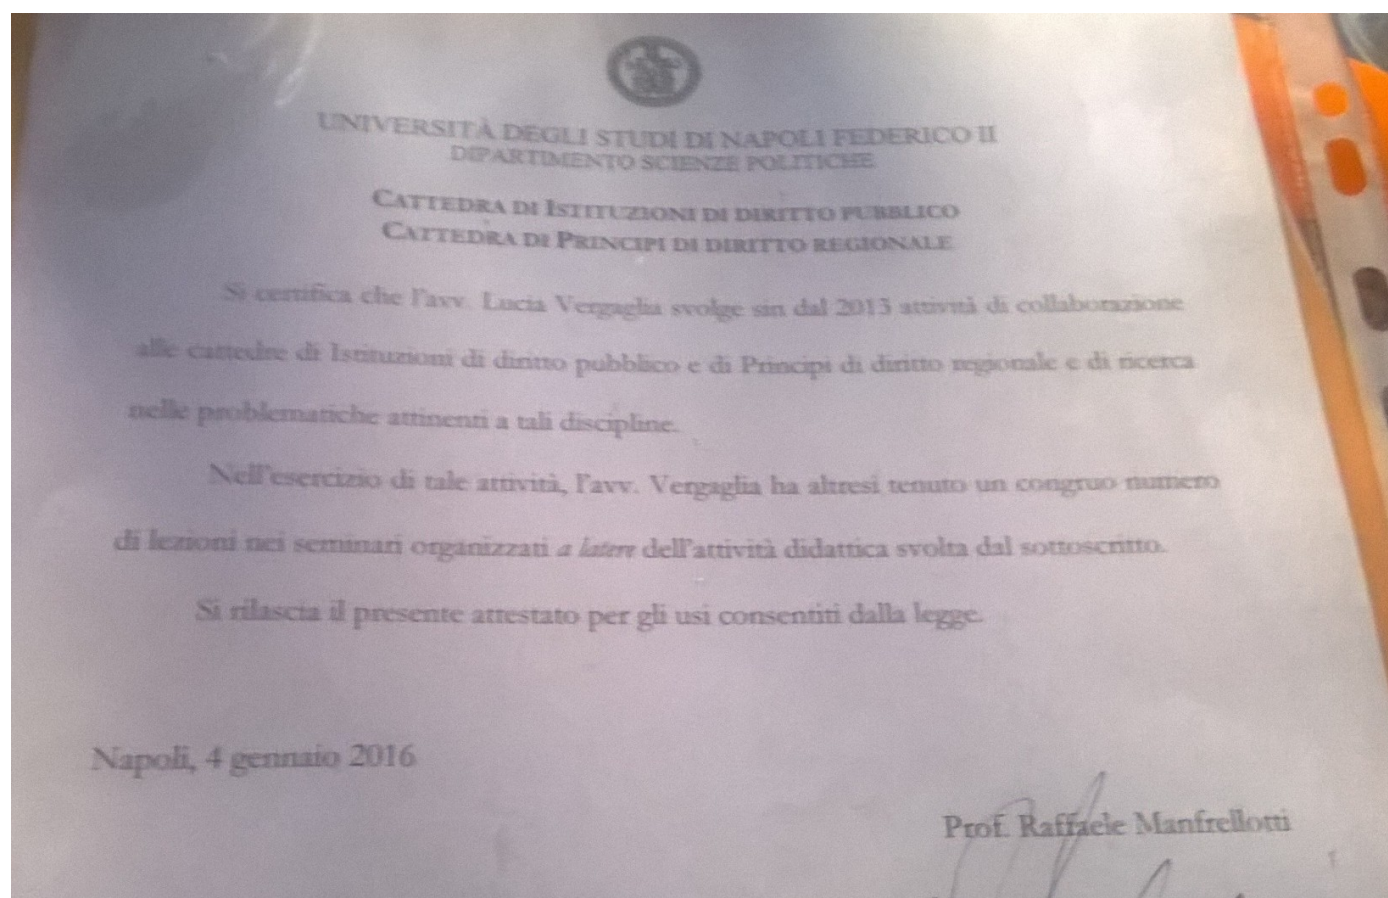 UNIVERSITÀ DEGLI STUDI DI NAPOLI FEDERICO II
DIPARTIMENTO SCIENZE POLITICHE
CATTEDRA DI ISTITUZIONI DI DIRITTO PUBBLICO
CATTEDRA DI PRINCIPI DI DIRITTO REGIONALE
Si certifica che l'avv. Lucia Vergaglia svolge sin dal 2013 attività di collaborazione
alle cattedre di Istituzioni di diritto pubblico e di Principi di diritto regionale e di ricerca
nelle problematiche attinenti a tali discipline.
Nell'esercizio di tale attività, l'avv. Vergaglia ha altresì tenuto un congruo numero
di lezioni nei seminari organizzati a latere dell'attività didattica svolta dal sottoscritto.
Si rilascia il presente attestato per gli usi consentiti dalla legge.
Napoli, 4 gennaio 2016
Prof. Raffaele Manfrellotti